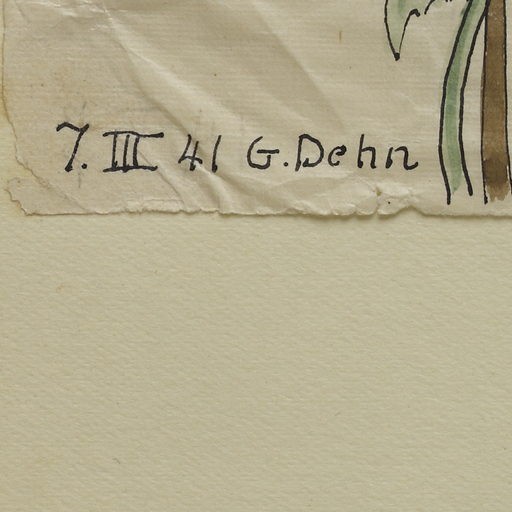 7. III 41 G. Dehn